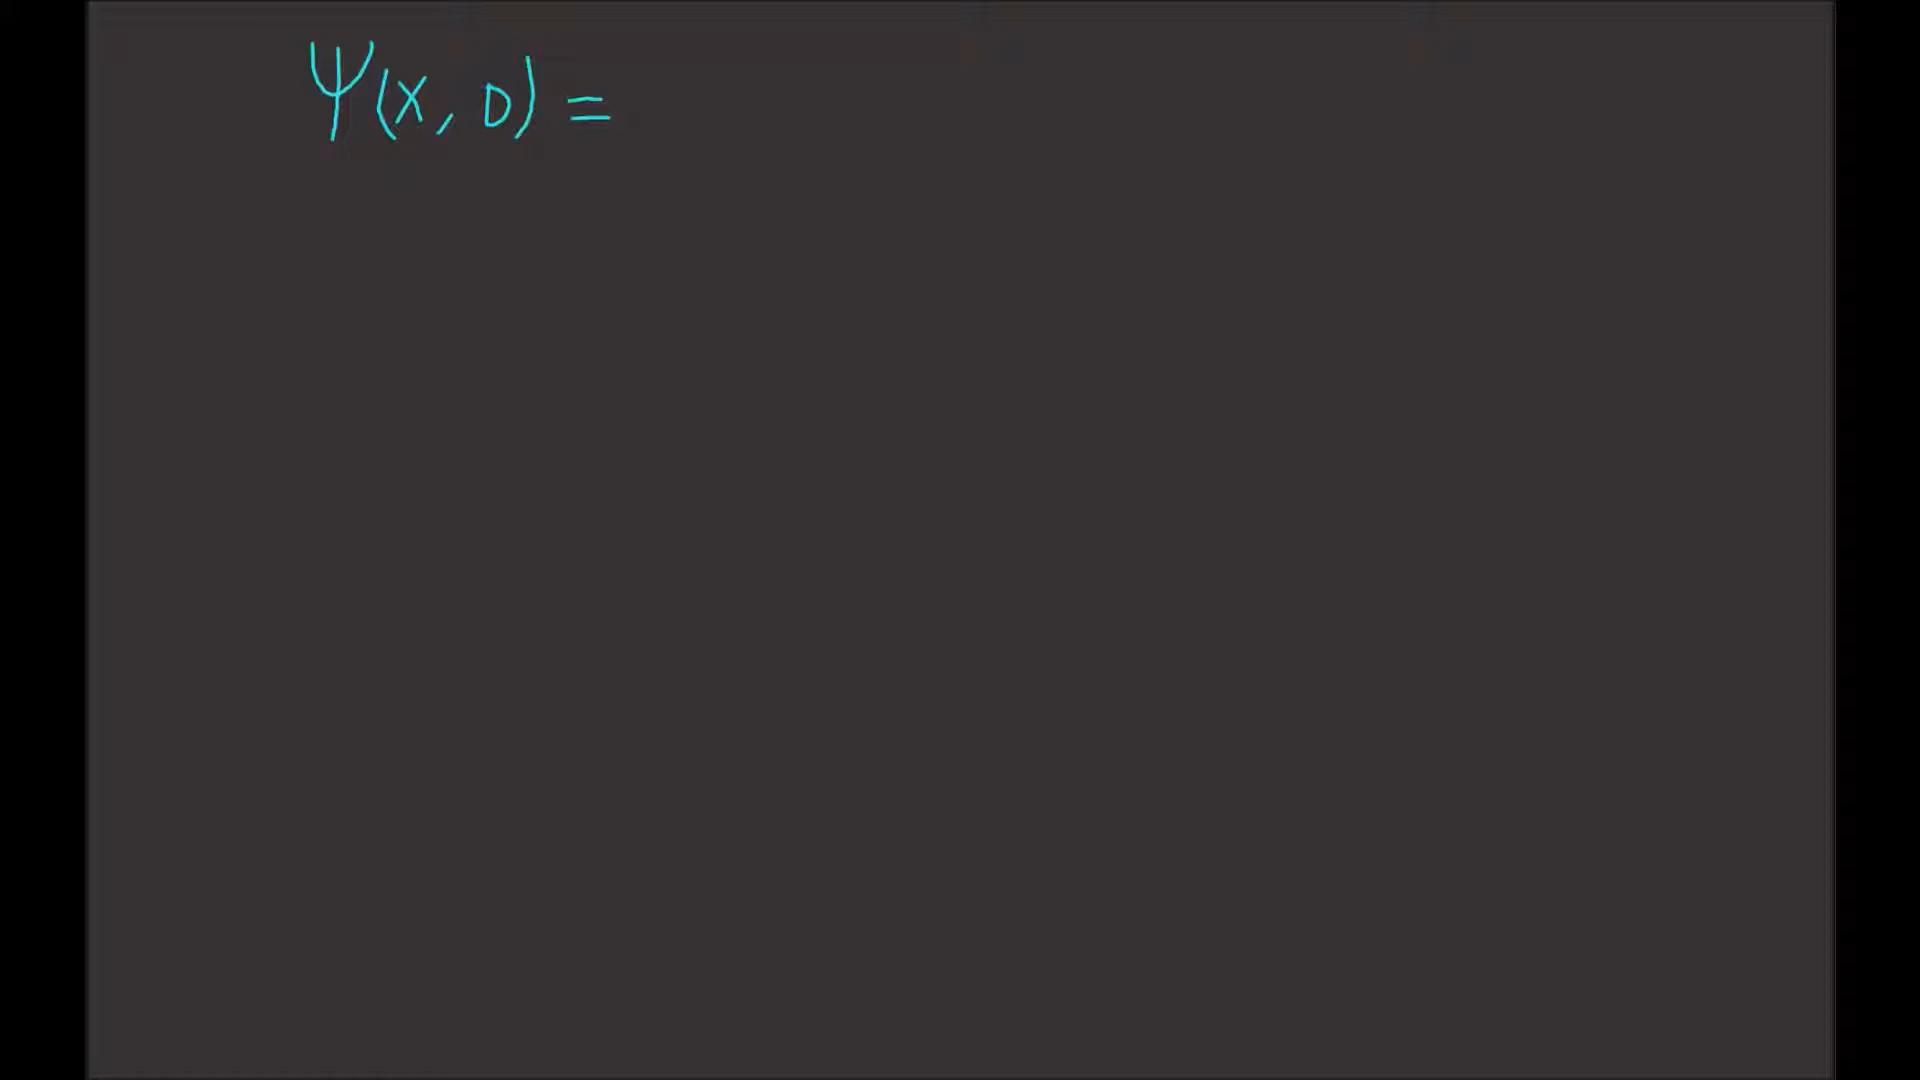 Ψ(x, 0) =